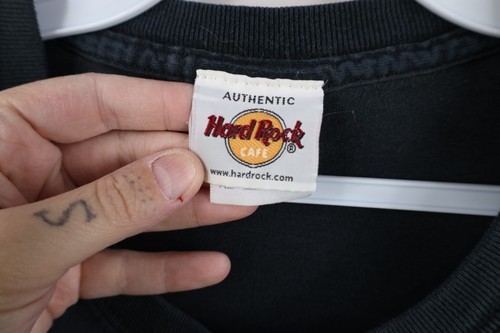 AUTHENTIC
Hard Rock ®
CAFE
www.hardrock.com
S